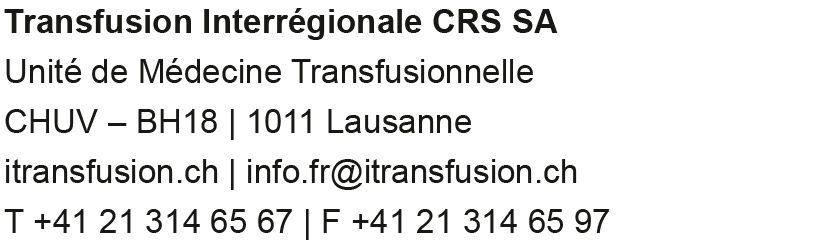 Transfusion Interrégionale CRS SA
Unité de Médecine Transfusionnelle
CHUV – BH18 | 1011 Lausanne
itransfusion.ch | info.fr@itransfusion.ch
T +41 21 314 65 67 | F +41 21 314 65 97